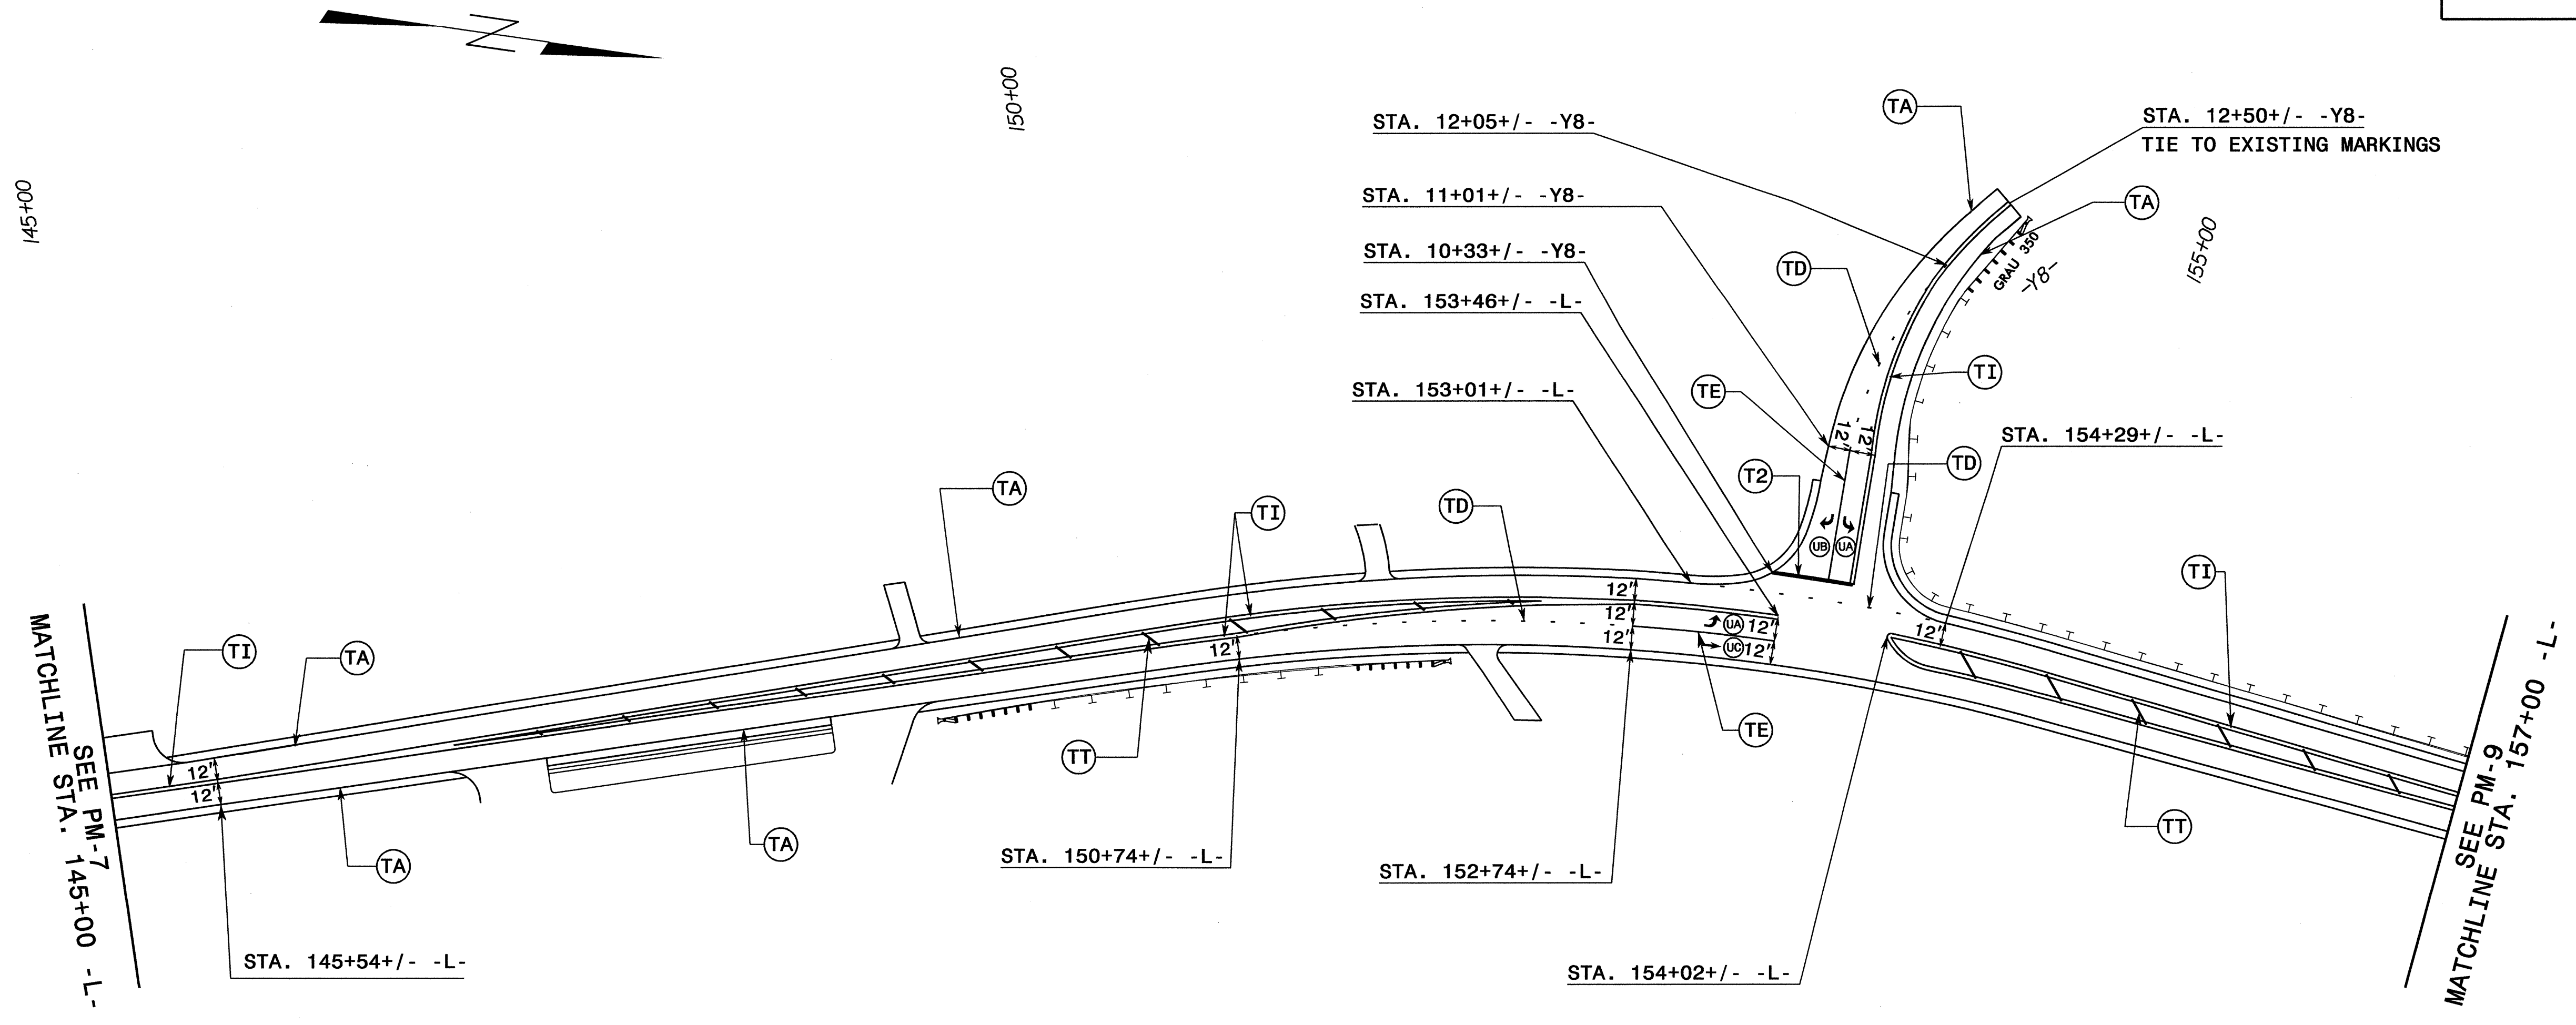 N
145+00
150+00
155+00
STA. 12+05+/- -Y8-
STA. 11+01+/- -Y8-
STA. 10+33+/- -Y8-
STA. 153+46+/- -L-
STA. 153+01+/- -L-
TA
STA. 12+50+/- -Y8-
TIE TO EXISTING MARKINGS
TA
GRAU 350
-Y8-
TD
TI
TE
12'
12'
STA. 154+29+/- -L-
TD
T2
UB
UA
TI
TA
TI
TD
12'
12'
12'
UA
12'
UC
12'
12'
12'
TE
TI
TA
12'
12'
TT
TA
TA
TT
MATCHLINE STA. 145+00 -L-
SEE PM-7
STA. 145+54+/- -L-
STA. 150+74+/- -L-
STA. 152+74+/- -L-
STA. 154+02+/- -L-
SEE PM-9
MATCHLINE STA. 157+00 -L-